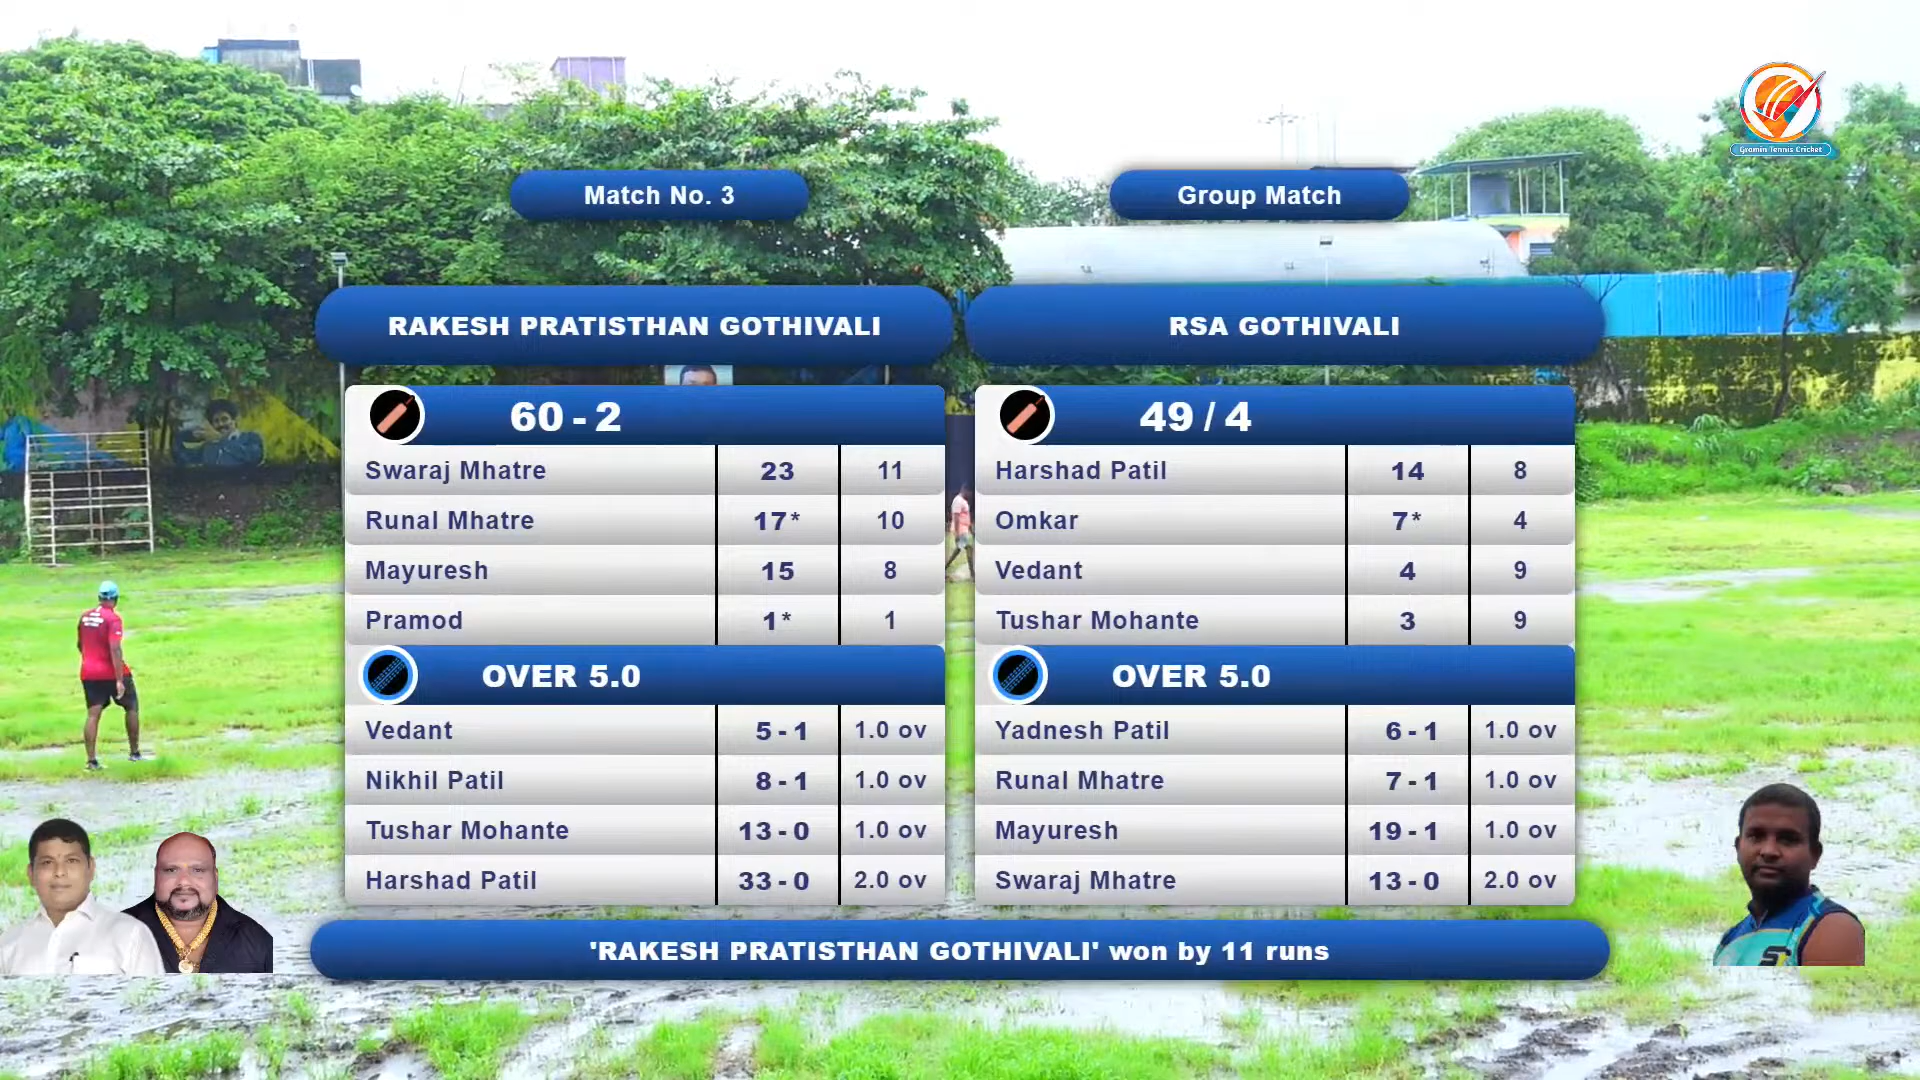 Gramin Tennis Cricket
Match No. 3
Group Match
RAKESH PRATISTHAN GOTHIVALI
60 - 2
Swaraj Mhatre 23 11
Runal Mhatre 17* 10
Mayuresh 15 8
Pramod 1* 1
OVER 5.0
Vedant 5 - 1 1.0 ov
Nikhil Patil 8 - 1 1.0 ov
Tushar Mohante 13 - 0 1.0 ov
Harshad Patil 33 - 0 2.0 ov
RSA GOTHIVALI
49 / 4
Harshad Patil 14 8
Omkar 7* 4
Vedant 4 9
Tushar Mohante 3 9
OVER 5.0
Yadnesh Patil 6 - 1 1.0 ov
Runal Mhatre 7 - 1 1.0 ov
Mayuresh 19 - 1 1.0 ov
Swaraj Mhatre 13 - 0 2.0 ov
'RAKESH PRATISTHAN GOTHIVALI' won by 11 runs